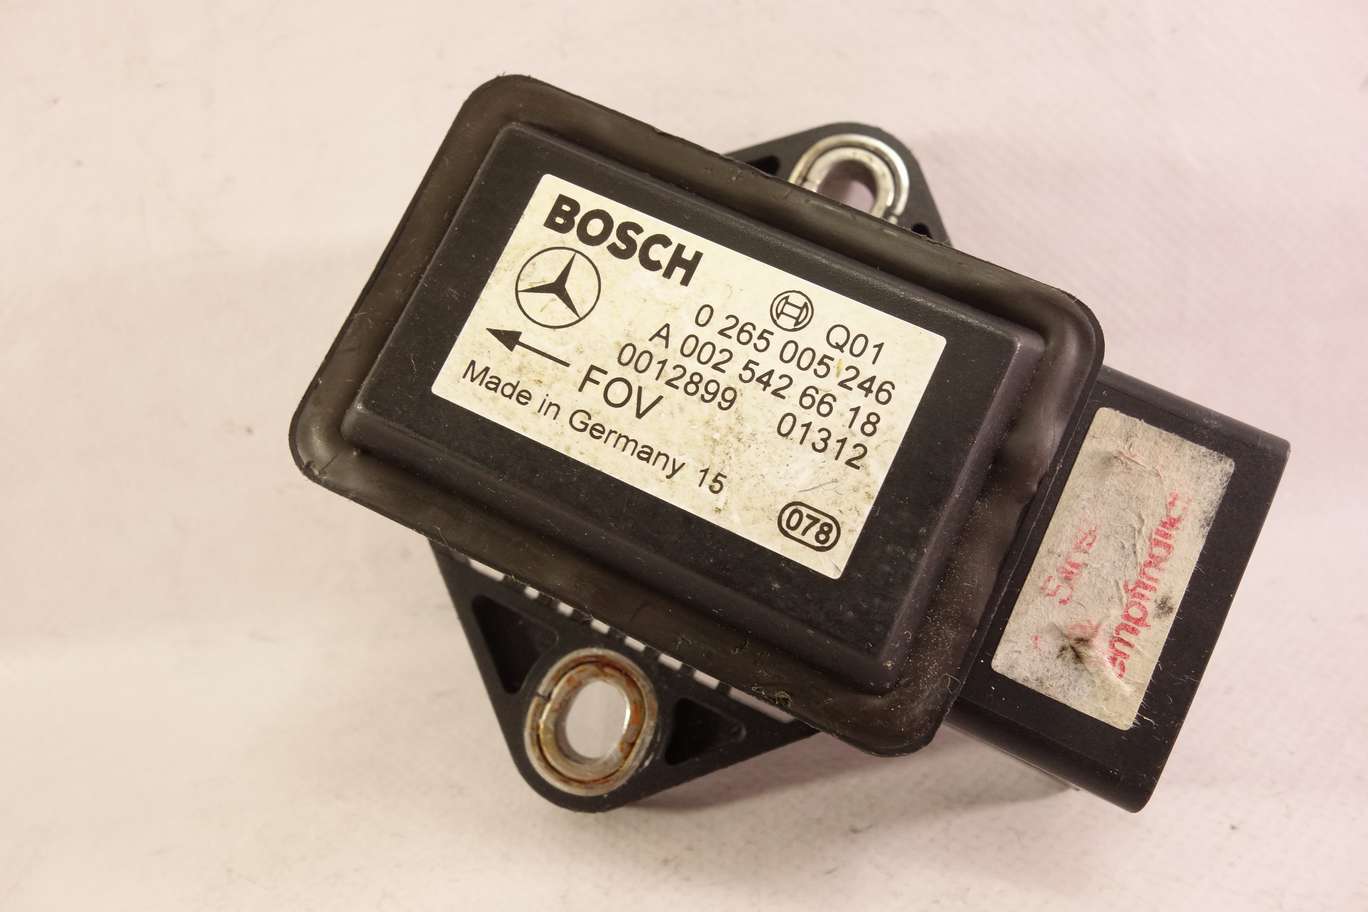 BOSCH
Q01
0 265 005 246
A 002 542 66 18
0012899 01312
FOV
Made in Germany 15
078